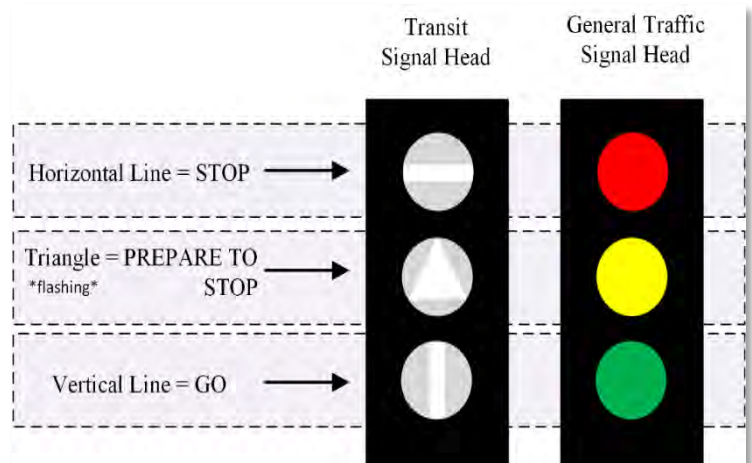 Transit
Signal Head
General Traffic
Signal Head
Horizontal Line = STOP
Triangle = PREPARE TO
*flashing* STOP
Vertical Line = GO